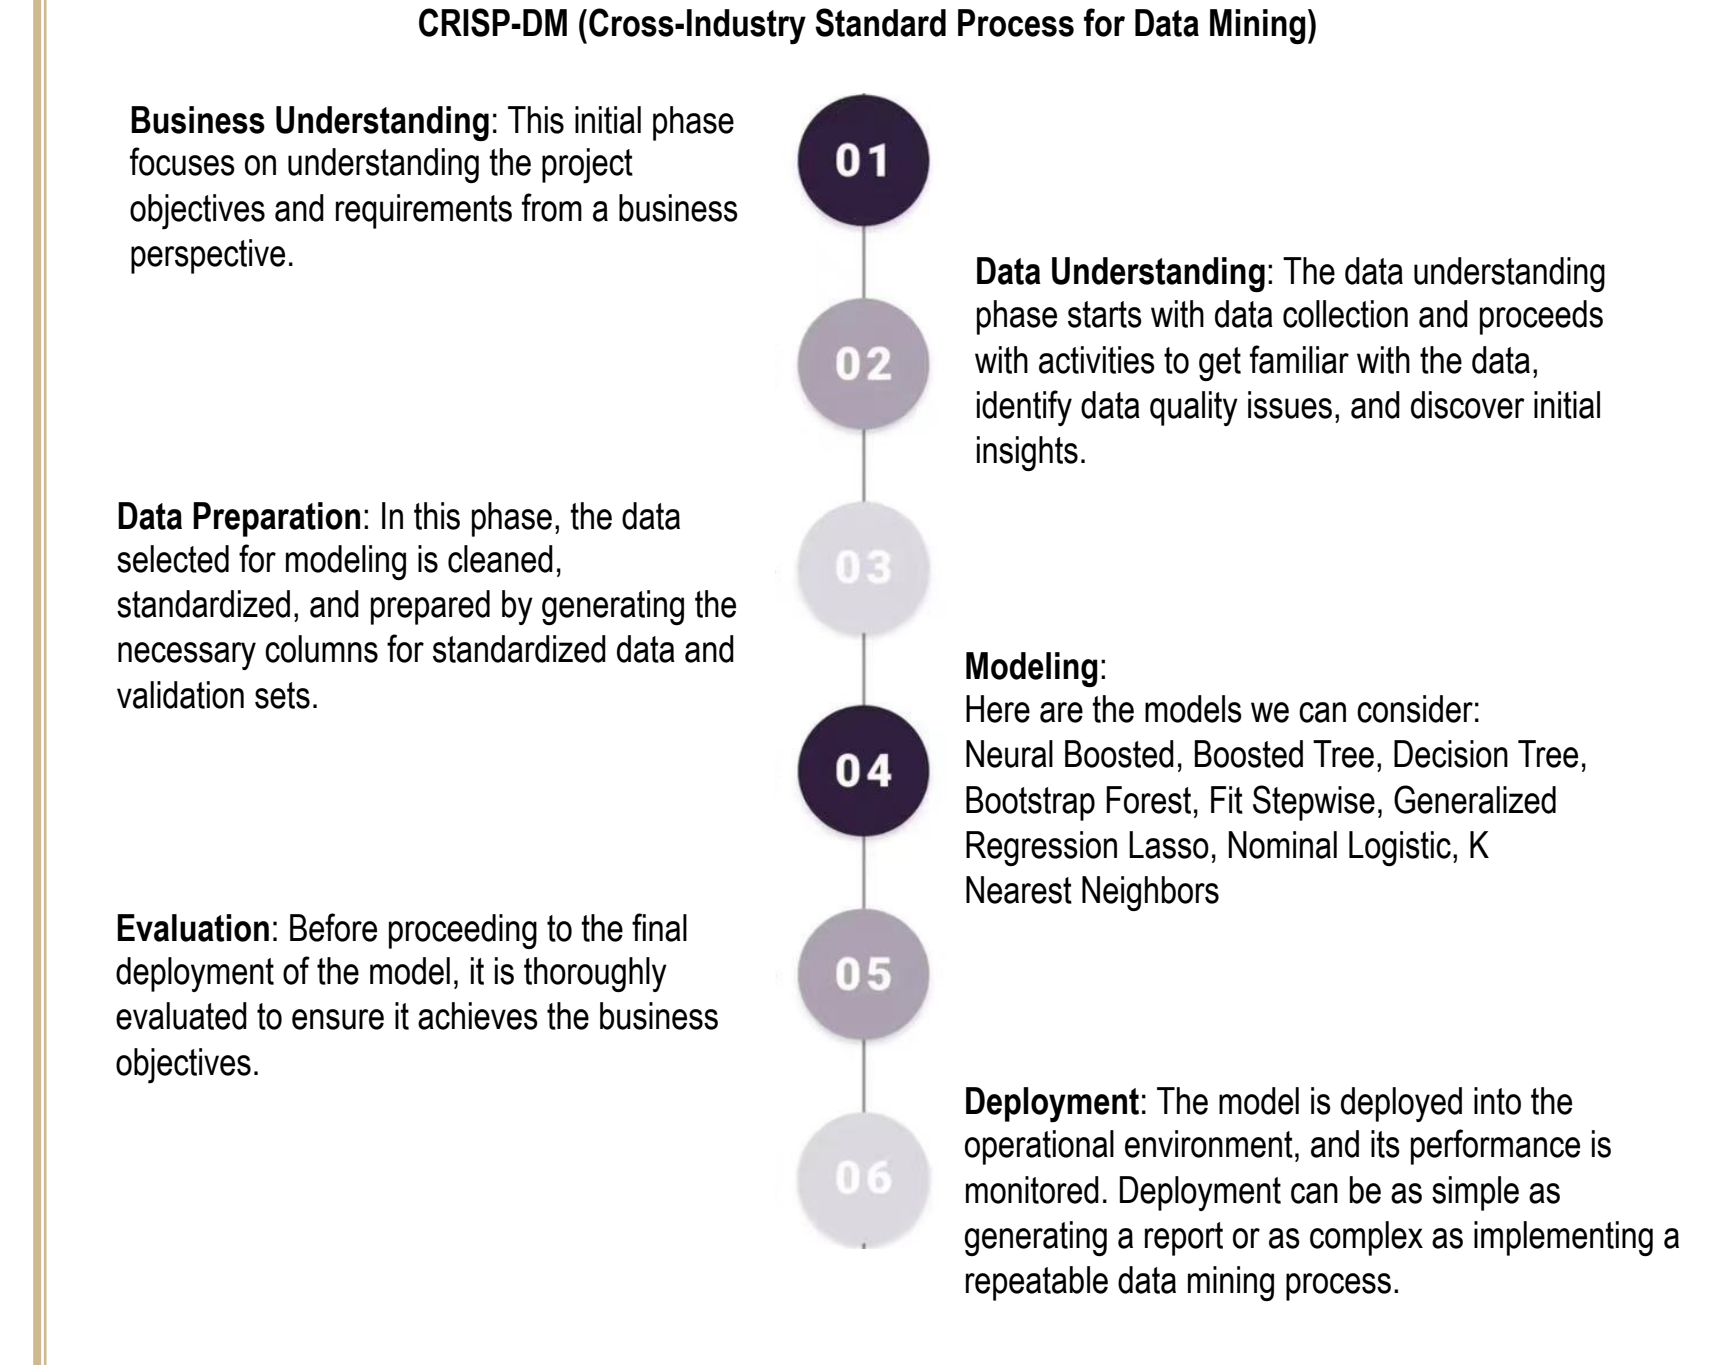 CRISP-DM (Cross-Industry Standard Process for Data Mining)
Business Understanding: This initial phase
focuses on understanding the project
objectives and requirements from a business
perspective.
01
Data Understanding: The data understanding
phase starts with data collection and proceeds
with activities to get familiar with the data,
identify data quality issues, and discover initial
insights.
02
Data Preparation: In this phase, the data
selected for modeling is cleaned,
standardized, and prepared by generating the
necessary columns for standardized data and
validation sets.
03
Modeling:
Here are the models we can consider:
Neural Boosted, Boosted Tree, Decision Tree,
Bootstrap Forest, Fit Stepwise, Generalized
Regression Lasso, Nominal Logistic, K
Nearest Neighbors
04
Evaluation: Before proceeding to the final
deployment of the model, it is thoroughly
evaluated to ensure it achieves the business
objectives.
05
Deployment: The model is deployed into the
operational environment, and its performance is
monitored. Deployment can be as simple as
generating a report or as complex as implementing a
repeatable data mining process.
06